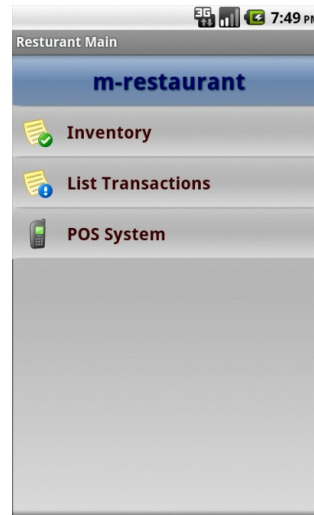 3G 7:49 PM
Resturant Main
m-restaurant
Inventory
List Transactions
POS System